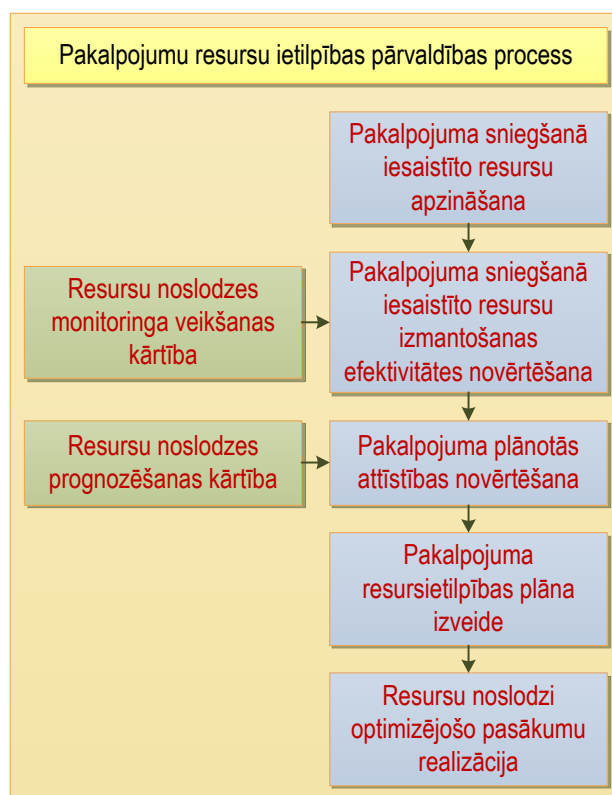 Pakalpojumu resursu ietilpības pārvaldības process
Pakalpojuma sniegšanā
iesaistīto resursu
apzināšana
Resursu noslodzes
monitoringa veikšanas
kārtība
Pakalpojuma sniegšanā
iesaistīto resursu
izmantošanas
efektivitātes novērtēšana
Resursu noslodzes
prognozēšanas kārtība
Pakalpojuma plānotās
attīstības novērtēšana
Pakalpojuma
resursietilpības plāna
izveide
Resursu noslodzi
optimizējošo pasākumu
realizācija